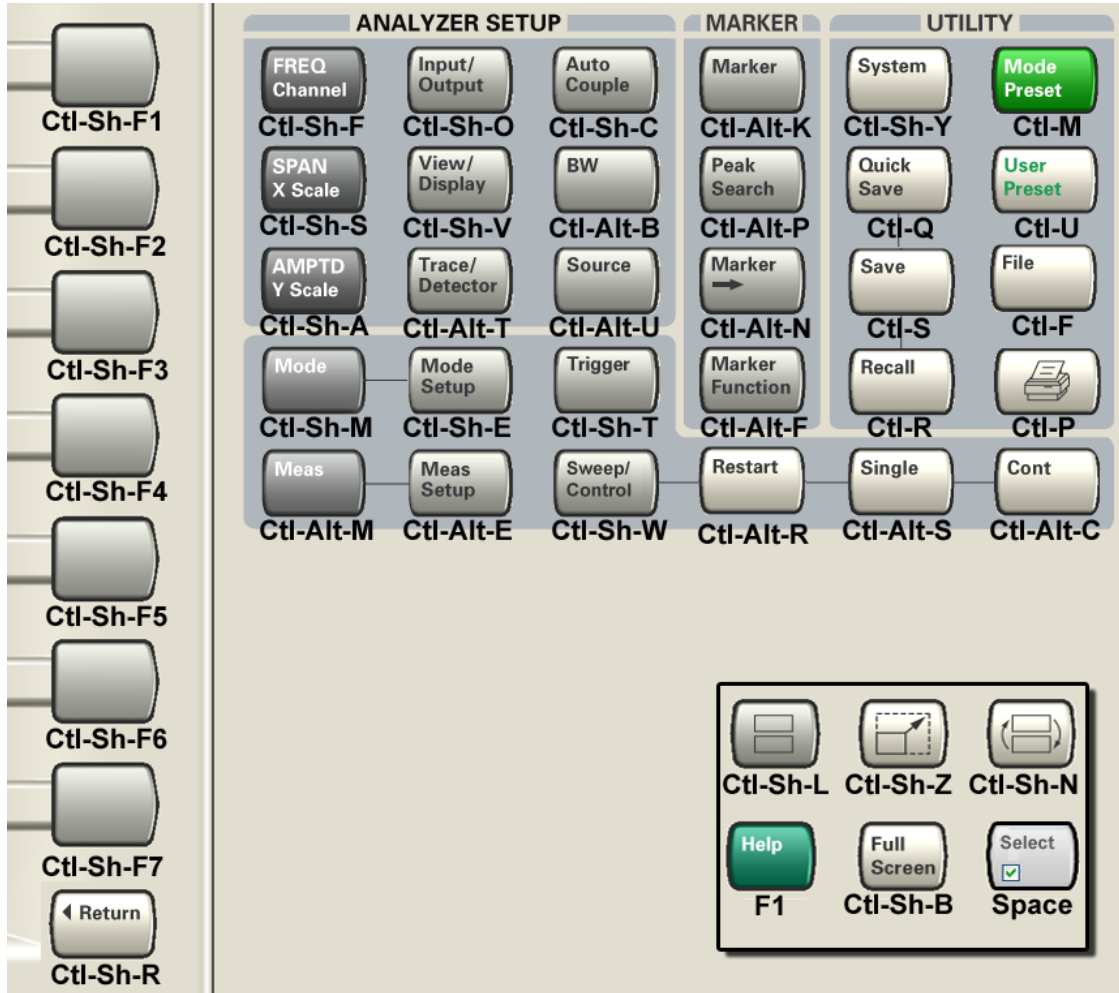 ANALYZER SETUP
MARKER
UTILITY
Ctl-Sh-F1
Ctl-Sh-F2
Ctl-Sh-F3
Ctl-Sh-F4
Ctl-Sh-F5
Ctl-Sh-F6
Ctl-Sh-F7
Return
Ctl-Sh-R
FREQ
Channel
Ctl-Sh-F
Input/
Output
Ctl-Sh-O
Auto
Couple
Ctl-Sh-C
Marker
Ctl-Alt-K
System
Ctl-Sh-Y
Mode
Preset
Ctl-M
SPAN
X Scale
Ctl-Sh-S
View/
Display
Ctl-Sh-V
BW
Ctl-Alt-B
Peak
Search
Ctl-Alt-P
Quick
Save
Ctl-Q
User
Preset
Ctl-U
AMPTD
Y Scale
Ctl-Sh-A
Trace/
Detector
Ctl-Alt-T
Source
Ctl-Alt-U
Marker
Ctl-Alt-N
Save
Ctl-S
File
Ctl-F
Mode
Ctl-Sh-M
Mode
Setup
Ctl-Sh-E
Trigger
Ctl-Sh-T
Marker
Function
Ctl-Alt-F
Recall
Ctl-R
Ctl-P
Meas
Ctl-Alt-M
Meas
Setup
Ctl-Alt-E
Sweep/
Control
Ctl-Sh-W
Restart
Ctl-Alt-R
Single
Ctl-Alt-S
Cont
Ctl-Alt-C
Ctl-Sh-L
Ctl-Sh-Z
Ctl-Sh-N
Help
F1
Full
Screen
Ctl-Sh-B
Select
Space